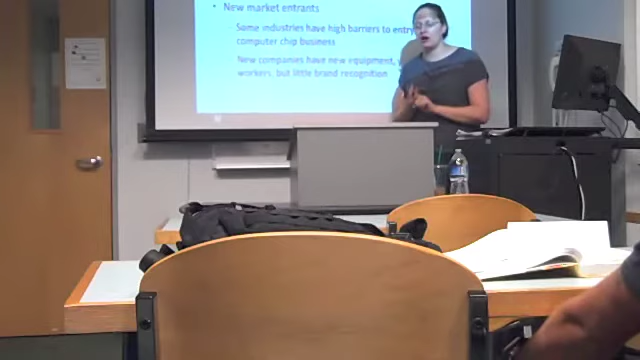 • New market entrants
Some industries have high barriers to entry
computer chip business
New companies have new equipment,
workers, but little brand recognition